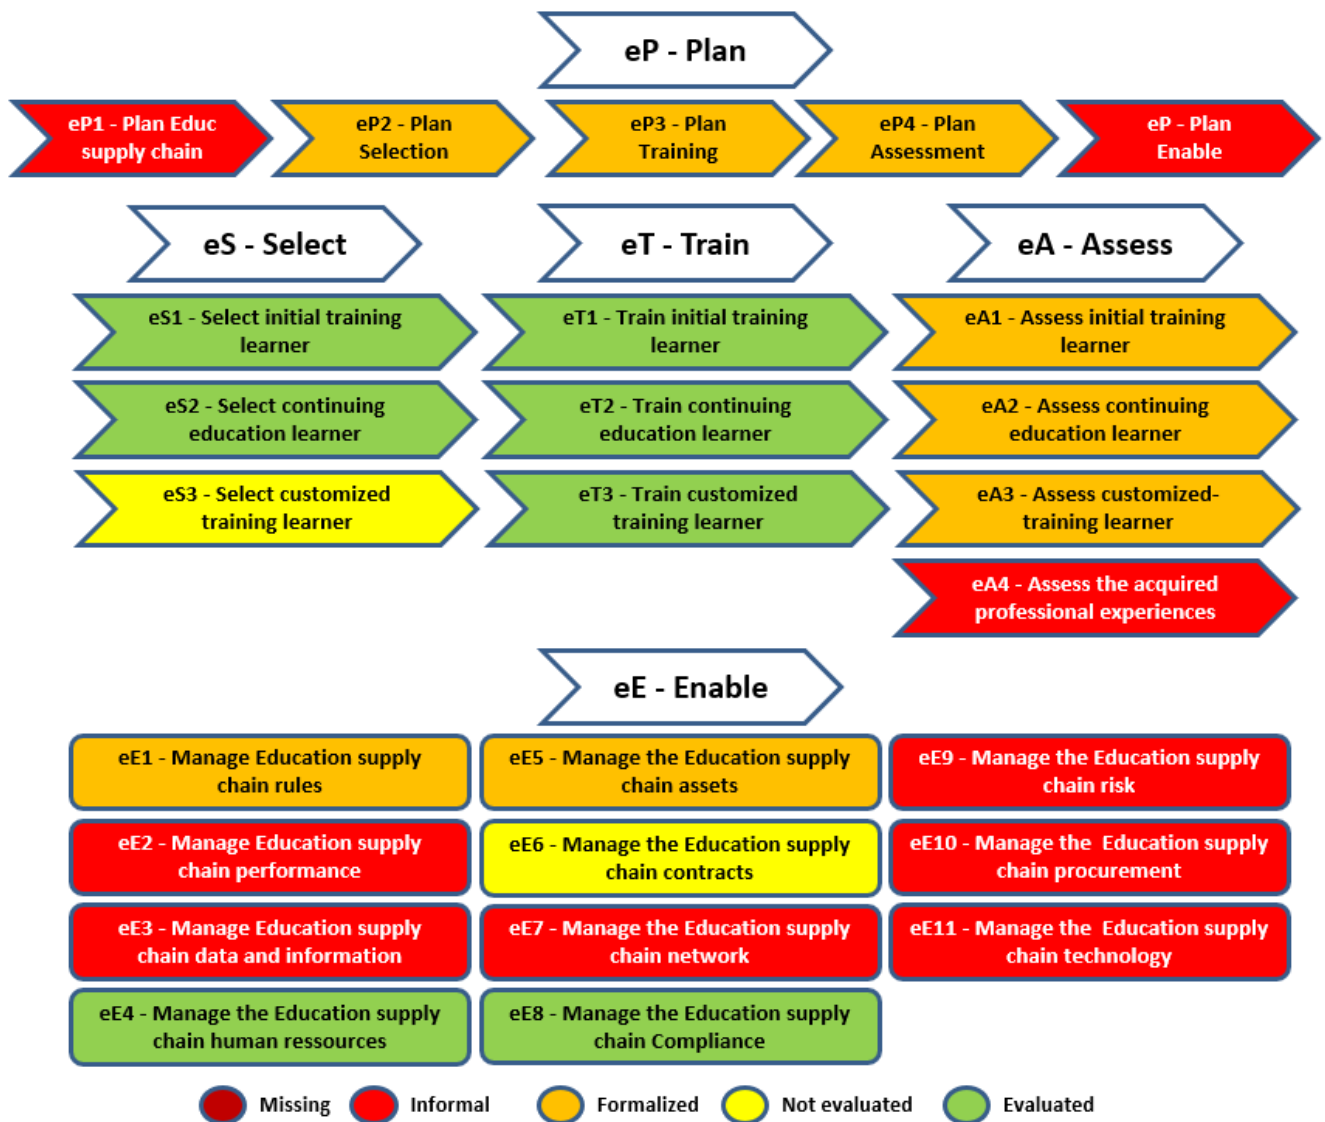 eP - Plan
eP1 - Plan Educ
supply chain
eP2 - Plan
Selection
eP3 - Plan
Training
eP4 - Plan
Assessment
eP - Plan
Enable
eS - Select
eT - Train
eA - Assess
eS1 - Select initial training
learner
eT1 - Train initial training
learner
eA1 - Assess initial training
learner
eS2 - Select continuing
education learner
eT2 - Train continuing
education learner
eA2 - Assess continuing
education learner
eS3 - Select customized
training learner
eT3 - Train customized
training learner
eA3 - Assess customized-
training learner
eA4 - Assess the acquired
professional experiences
eE - Enable
eE1 - Manage Education supply
chain rules
eE5 - Manage the Education supply
chain assets
eE9 - Manage the Education supply
chain risk
eE2 - Manage Education supply
chain performance
eE6 - Manage the Education supply
chain contracts
eE10 - Manage the  Education supply
chain procurement
eE3 - Manage Education supply
chain data and information
eE7 - Manage the Education supply
chain network
eE11 - Manage the  Education supply
chain technology
eE4 - Manage the Education supply
chain human ressources
eE8 - Manage the Education supply
chain Compliance
Missing
Informal
Formalized
Not evaluated
Evaluated